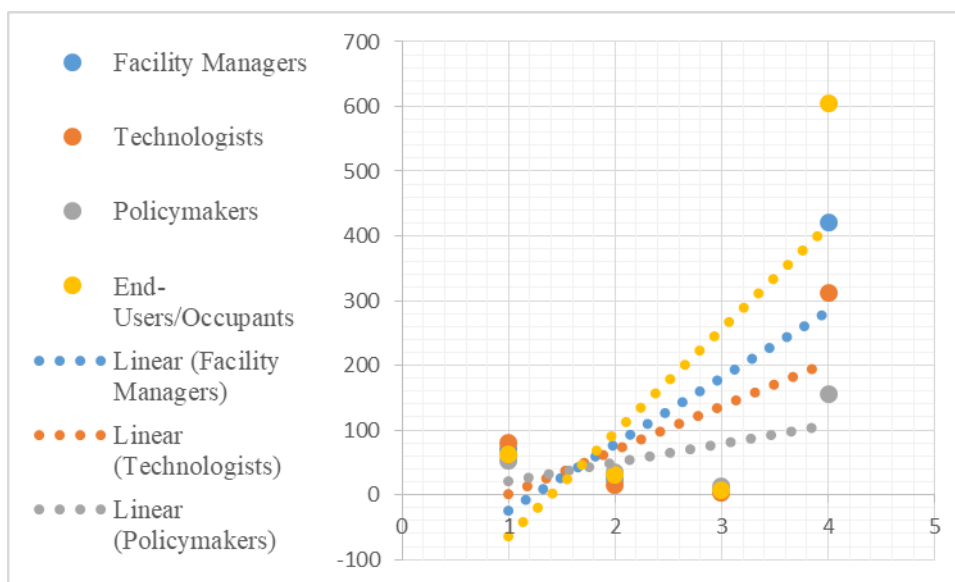 Facility Managers
Technologists
Policymakers
End-
Users/Occupants
Linear (Facility
Managers)
Linear
(Technologists)
Linear
(Policymakers)
700
600
500
400
300
200
100
0
-100
0 1 2 3 4 5